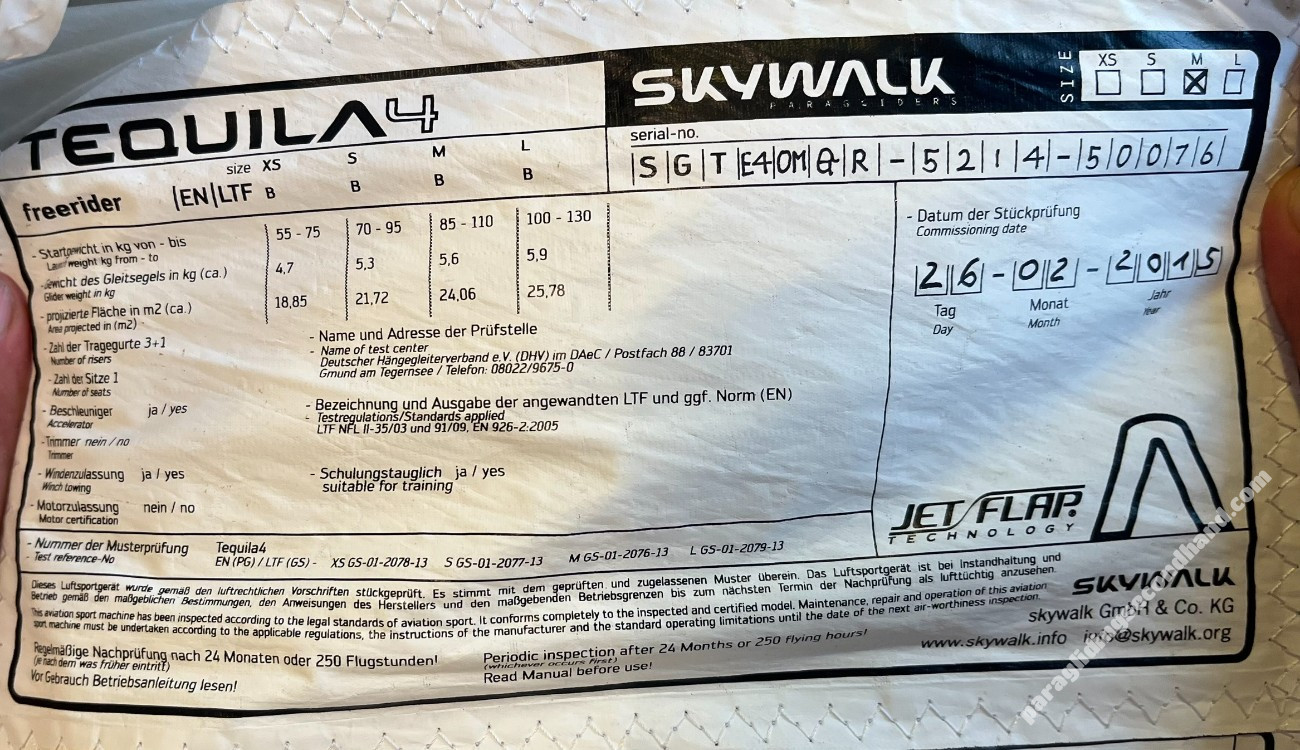 TEQUILA4
SKYWALK
PARAGLIDERS
SIZE XS S M L
serial-no.
SGTE40MGR-5214-50076
size XS S M L
freerider EN LTF B B B B
- Startgewicht in kg von - bis 55 - 75 70 - 95 85 - 110 100 - 130
Launchweight kg from - to
- Gewicht des Gleitsegels in kg (ca.) 4,7 5,3 5,6 5,9
Glider weight in kg
- projizierte Fläche in m2 (ca.) 18,85 21,72 24,06 25,78
Area projected in (m2)
- Zahl der Tragegurte 3+1
Number of risers
- Zahl der Sitze 1
Number of seats
- Beschleuniger ja / yes
Accelerator
- Trimmer nein / no
Trimmer
- Windenzulassung ja / yes
Winch towing
- Motorzulassung nein / no
Motor certification
- Name und Adresse der Prüfstelle
- Name of test center
Deutscher Hängegleiterverband e.V. (DHV) im DAeC / Postfach 88 / 83701
Gmund am Tegernsee / Telefon: 08022/9675-0
- Bezeichnung und Ausgabe der angewandten LTF und ggf. Norm (EN)
- Testregulations/Standards applied
LTF NFL II-35/03 und 91/09, EN 926-2:2005
- Schulungstauglich ja / yes
suitable for training
- Datum der Stückprüfung
Commissioning date
26-02-2015
Tag Monat Jahr
Day Month Year
JET FLAP
TECHNOLOGY
- Nummer der Musterprüfung Tequila4
- Test reference-No EN (PG) / LTF (GS) - XS GS-01-2078-13 S GS-01-2077-13 M GS-01-2076-13 L GS-01-2079-13
Dieses Luftsportgerät wurde gemäß den luftrechtlichen Vorschriften stückgeprüft. Es stimmt mit dem geprüften und zugelassenen Muster überein. Das Luftsportgerät ist bei Instandhaltung und
Betrieb gemäß den maßgeblichen Bestimmungen, den Anweisungen des Herstellers und den maßgebenden Betriebsgrenzen bis zum nächsten Termin der Nachprüfung als lufttüchtig anzusehen.
This aviation sport machine has been inspected according to the legal standards of aviation sport. It conforms completely to the inspected and certified model. Maintenance, repair and operation of this aviation
sport machine must be undertaken according to the applicable regulations, the instructions of the manufacturer and the standard operating limitations until the date of the next air-worthiness inspection.
Regelmäßige Nachprüfung nach 24 Monaten oder 250 Flugstunden!
(je nach dem was früher eintritt)
Vor Gebrauch Betriebsanleitung lesen!
Periodic inspection after 24 Months or 250 flying hours!
(whichever occurs first)
Read Manual before use!
SKYWALK
skywalk GmbH & Co. KG
www.skywalk.info info@skywalk.org